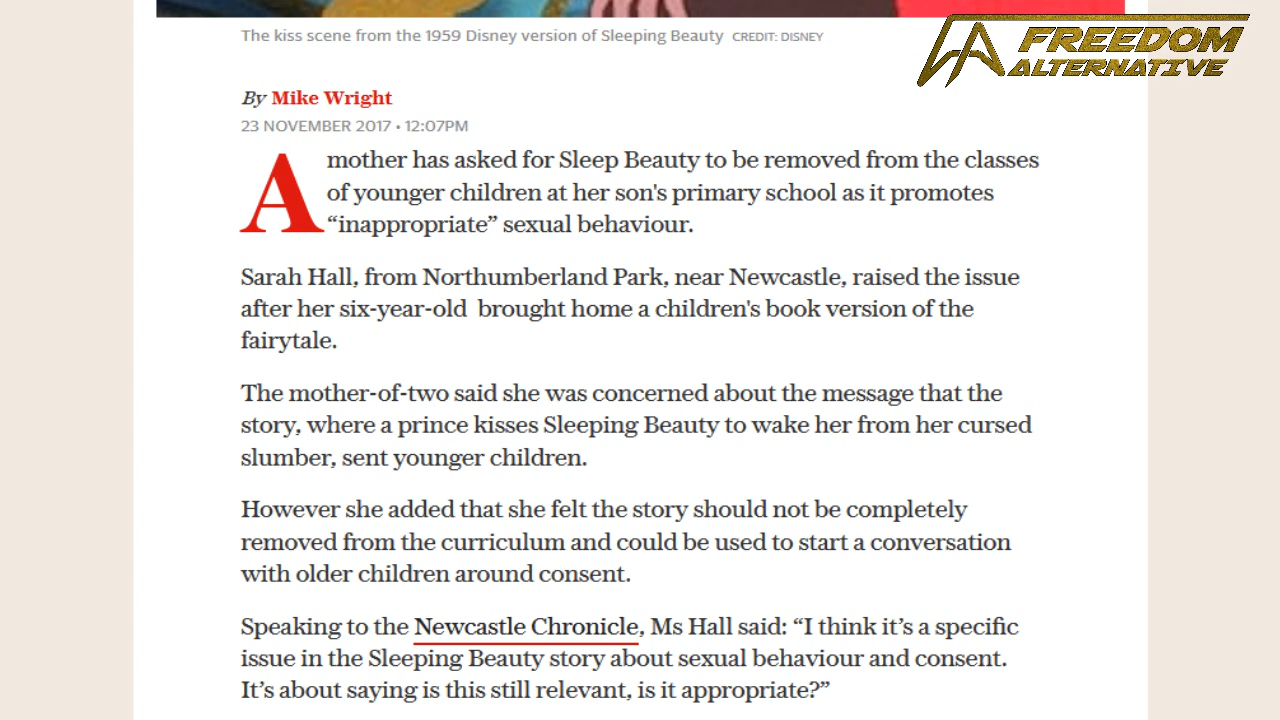 The kiss scene from the 1959 Disney version of Sleeping Beauty CREDIT: DISNEY
FREEDOM
ALTERNATIVE
By Mike Wright
23 NOVEMBER 2017 • 12:07PM
A mother has asked for Sleep Beauty to be removed from the classes
of younger children at her son's primary school as it promotes
“inappropriate” sexual behaviour.
Sarah Hall, from Northumberland Park, near Newcastle, raised the issue
after her six-year-old brought home a children's book version of the
fairytale.
The mother-of-two said she was concerned about the message that the
story, where a prince kisses Sleeping Beauty to wake her from her cursed
slumber, sent younger children.
However she added that she felt the story should not be completely
removed from the curriculum and could be used to start a conversation
with older children around consent.
Speaking to the Newcastle Chronicle, Ms Hall said: “I think it’s a specific
issue in the Sleeping Beauty story about sexual behaviour and consent.
It’s about saying is this still relevant, is it appropriate?”